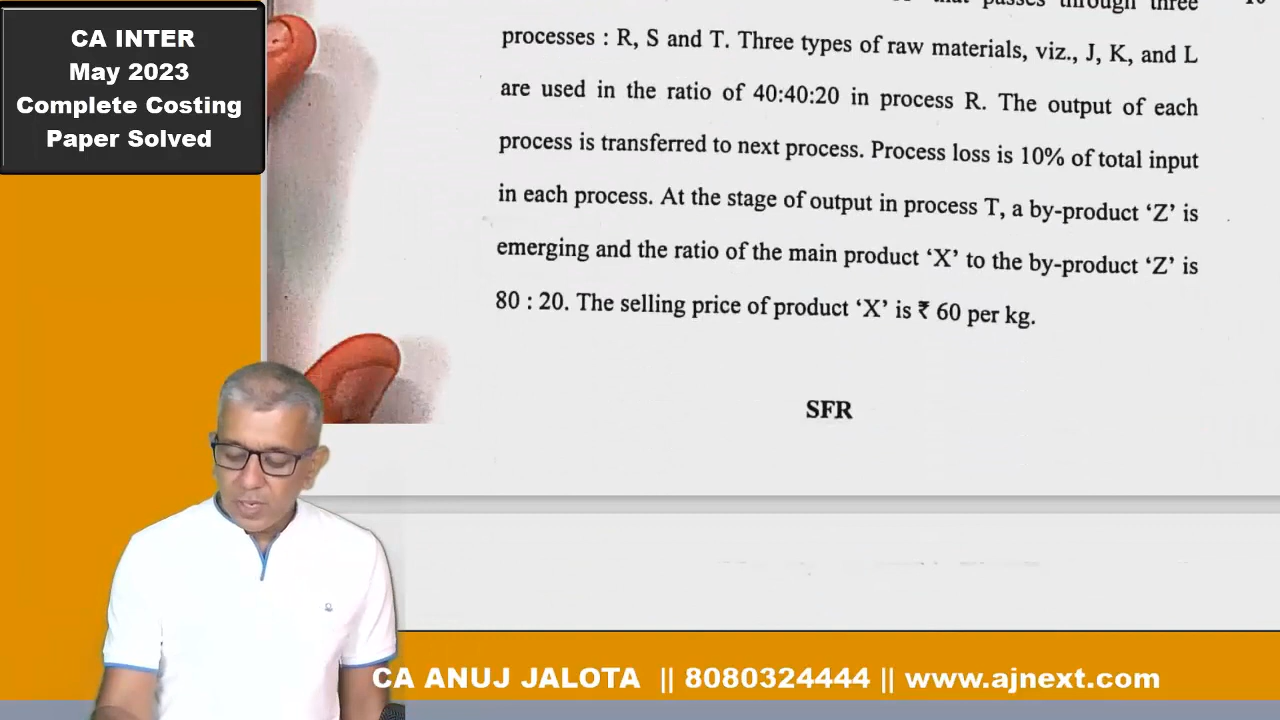 CA INTER
May 2023
Complete Costing
Paper Solved
that passes through three
processes : R, S and T. Three types of raw materials, viz., J, K, and L
are used in the ratio of 40:40:20 in process R. The output of each
process is transferred to next process. Process loss is 10% of total input
in each process. At the stage of output in process T, a by-product ‘Z’ is
emerging and the ratio of the main product ‘X’ to the by-product ‘Z’ is
80 : 20. The selling price of product ‘X’ is ₹ 60 per kg.
SFR
CA ANUJ JALOTA || 8080324444 || www.ajnext.com